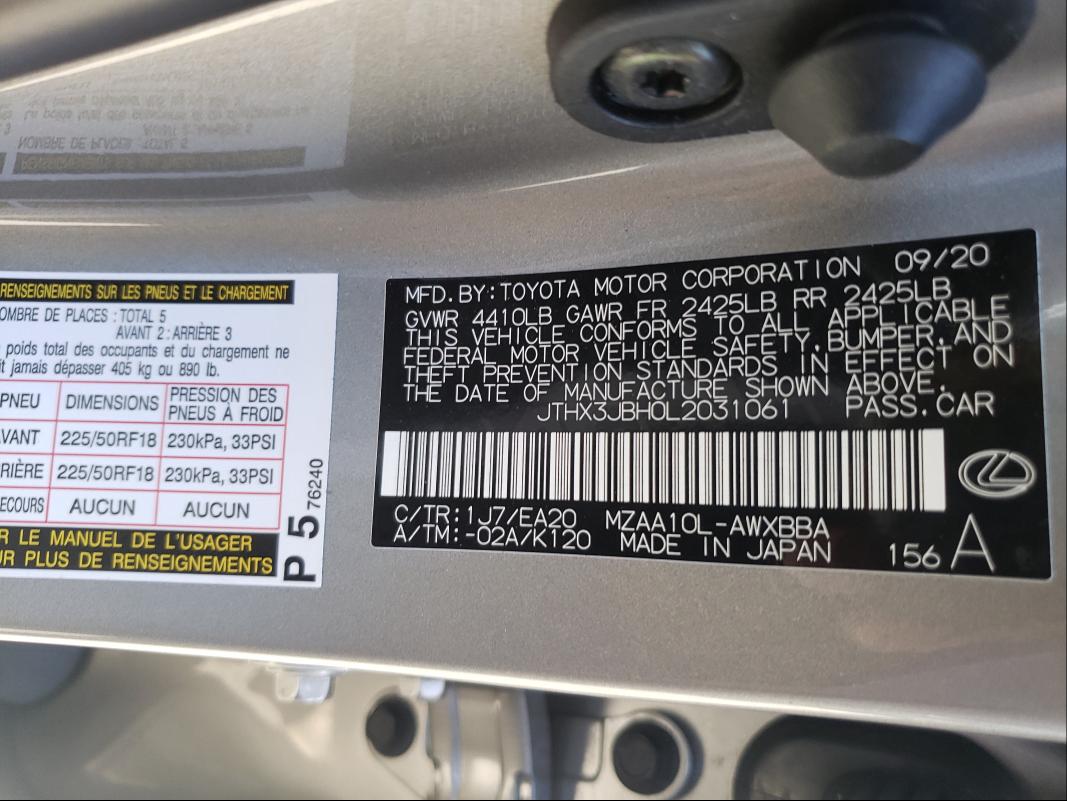 RENSEIGNEMENTS SUR LES PNEUS ET LE CHARGEMENT
OMBRE DE PLACES : TOTAL 5
AVANT 2 : ARRIÈRE 3
poids total des occupants et du chargement ne
it jamais dépasser 405 kg ou 890 lb.
PNEU DIMENSIONS PRESSION DES PNEUS À FROID
VANT 225/50RF18 230kPa, 33PSI
RIÈRE 225/50RF18 230kPa, 33PSI
ECOURS AUCUN AUCUN
R LE MANUEL DE L'USAGER
UR PLUS DE RENSEIGNEMENTS
P 5 76240
MFD. BY: TOYOTA MOTOR CORPORATION 09/20
GVWR 4410LB GAWR FR 2425LB RR 2425LB
THIS VEHICLE CONFORMS TO ALL APPLICABLE
FEDERAL MOTOR VEHICLE SAFETY, BUMPER, AND
THEFT PREVENTION STANDARDS IN EFFECT ON
THE DATE OF MANUFACTURE SHOWN ABOVE.
JTHX3JBH0L2031061 PASS. CAR
C/TR: 1J7/EA20 MZAA10L-AWXBBA
A/TM: -02A/K120 MADE IN JAPAN 156 A